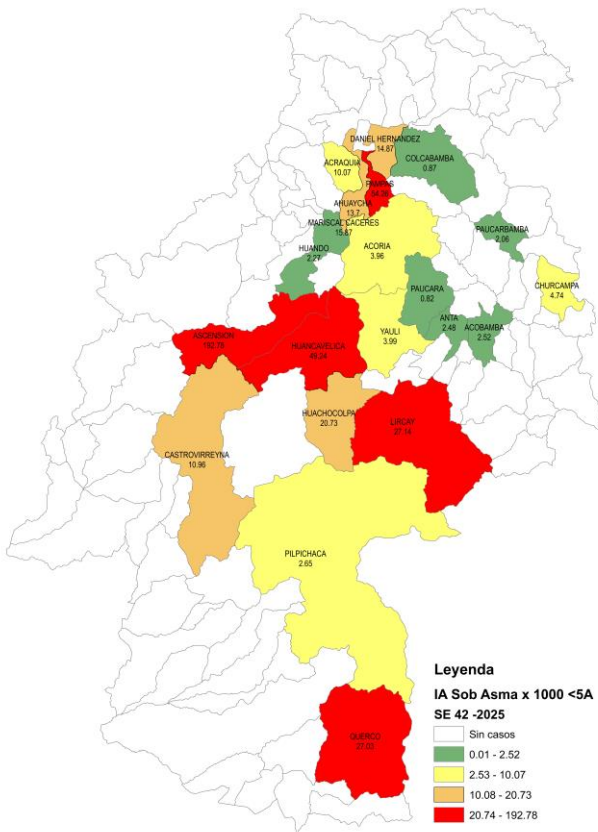 DANIEL HERNANDEZ
14.87
COLCABAMBA
0.87
ACRAQUIA
10.07
PAMPAS
AHUAYCHA
13.7
MARISCAL CACERES
15.87
PAUCARBAMBA
2.06
HUANDO
2.27
ACORIA
3.96
CHURCAMPA
4.74
PAUCARA
0.82
ANTA
2.48
ACOBAMBA
2.52
ASCENSION
192.78
HUANCAVELICA
49.24
YAULI
3.99
HUACHOCOLPA
20.73
LIRCAY
27.14
CASTROVIRREYNA
10.96
PILPICHACA
2.65
QUERCO
27.03
Leyenda
IA Sob Asma x 1000 <5A
SE 42 -2025
Sin casos
0.01 - 2.52
2.53 - 10.07
10.08 - 20.73
20.74 - 192.78